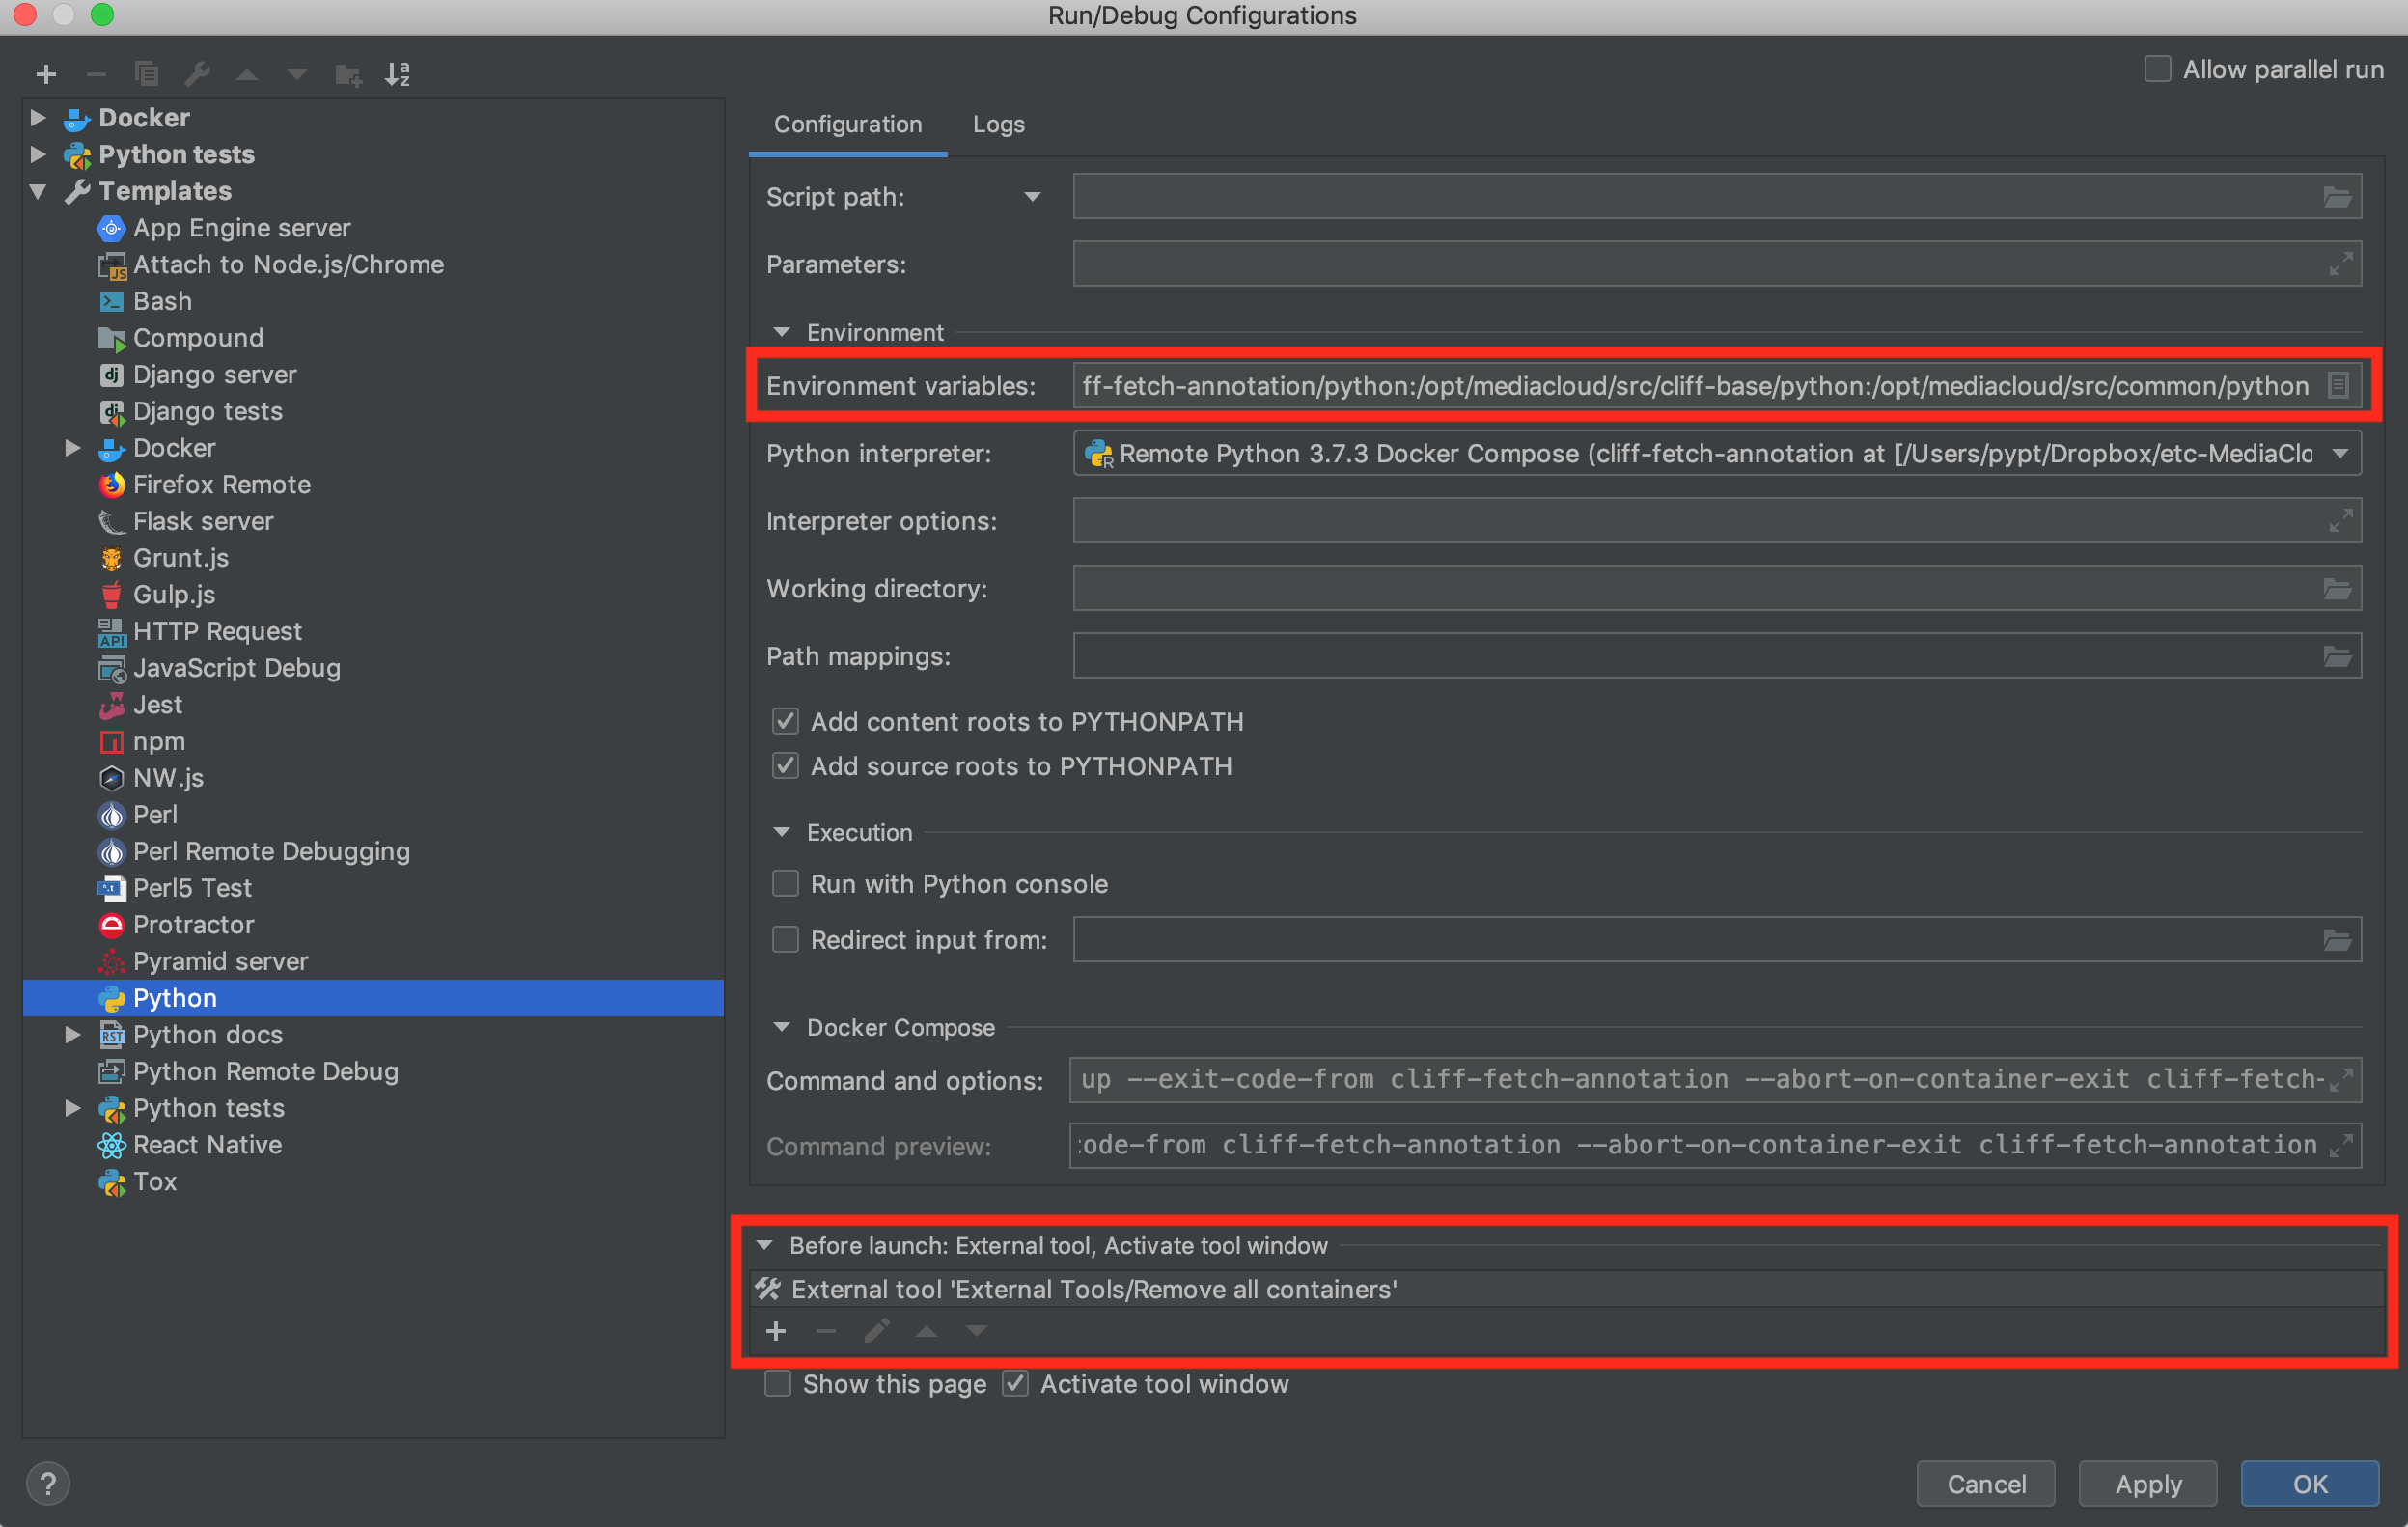 Run/Debug Configurations
Allow parallel run
Docker
Python tests
Templates
App Engine server
Attach to Node.js/Chrome
Bash
Compound
Django server
Django tests
Docker
Firefox Remote
Flask server
Grunt.js
Gulp.js
HTTP Request
JavaScript Debug
Jest
npm
NW.js
Perl
Perl Remote Debugging
Perl5 Test
Protractor
Pyramid server
Python
Python docs
Python Remote Debug
Python tests
React Native
Tox
Configuration Logs
Script path:
Parameters:
Environment
Environment variables: ff-fetch-annotation/python:/opt/mediacloud/src/cliff-base/python:/opt/mediacloud/src/common/python
Python interpreter: Remote Python 3.7.3 Docker Compose (cliff-fetch-annotation at [/Users/pypt/Dropbox/etc-MediaClo
Interpreter options:
Working directory:
Path mappings:
Add content roots to PYTHONPATH
Add source roots to PYTHONPATH
Execution
Run with Python console
Redirect input from:
Docker Compose
Command and options: up --exit-code-from cliff-fetch-annotation --abort-on-container-exit cliff-fetch-
Command preview: ode-from cliff-fetch-annotation --abort-on-container-exit cliff-fetch-annotation
Before launch: External tool, Activate tool window
External tool 'External Tools/Remove all containers'
Show this page Activate tool window
? Cancel Apply OK